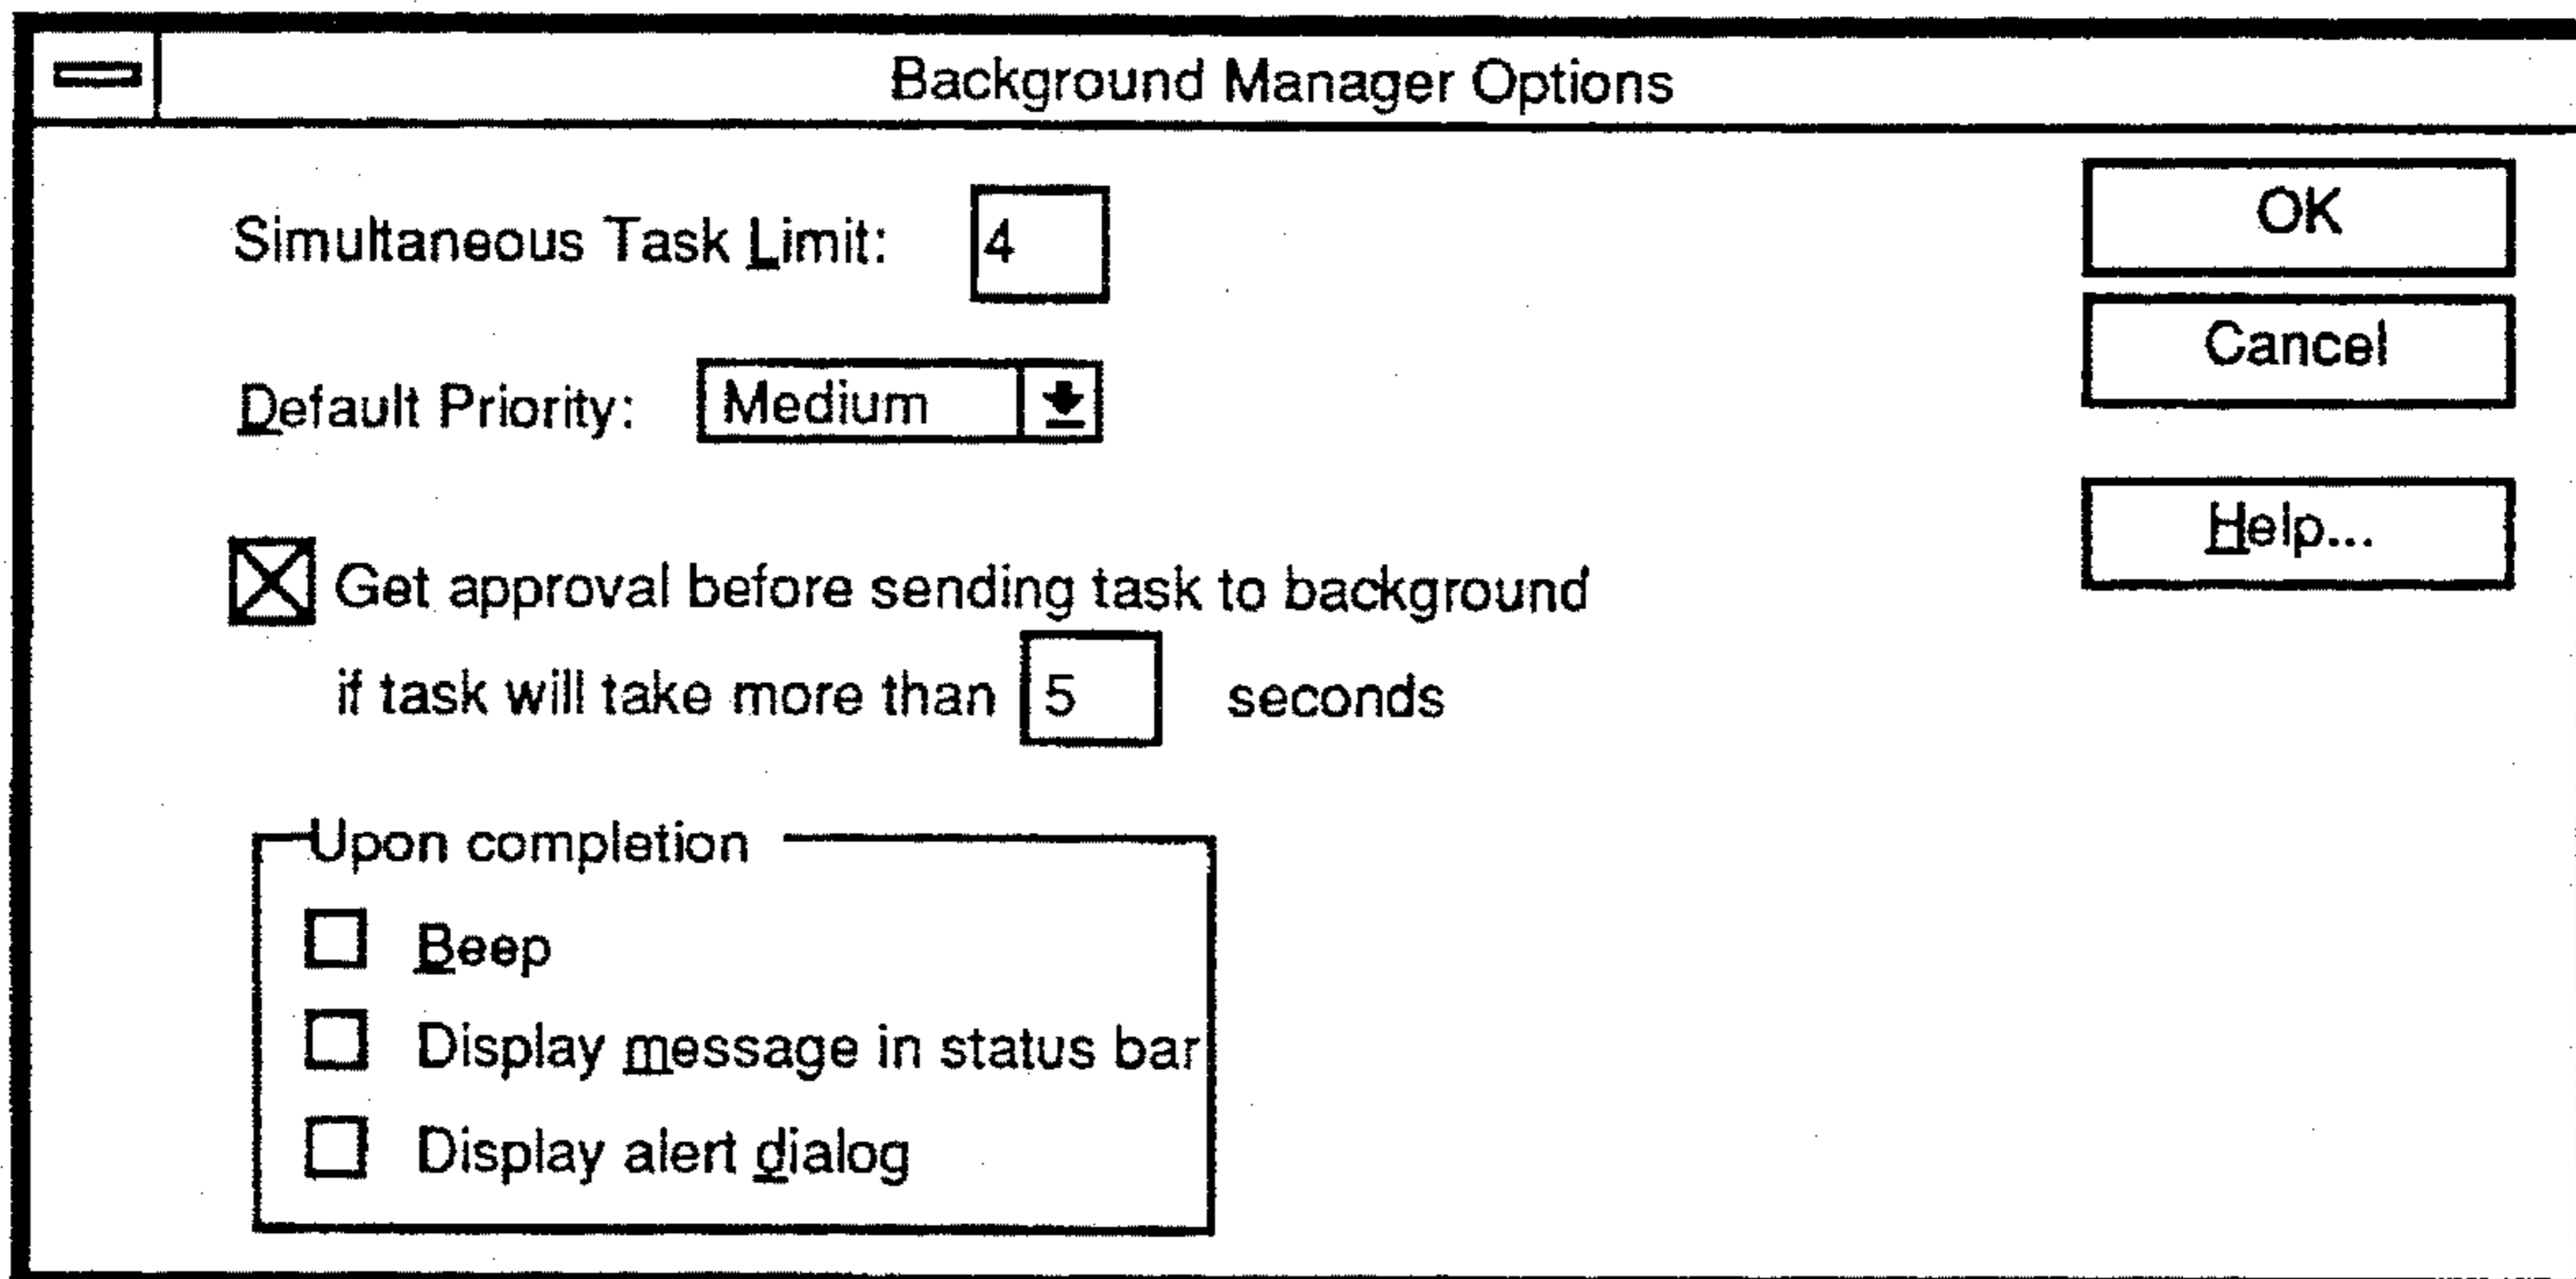 Background Manager Options
Simultaneous Task Limit: 4
OK
Cancel
Default Priority: Medium
Help...
Get approval before sending task to background
if task will take more than 5 seconds
Upon completion
Beep
Display message in status bar
Display alert dialog